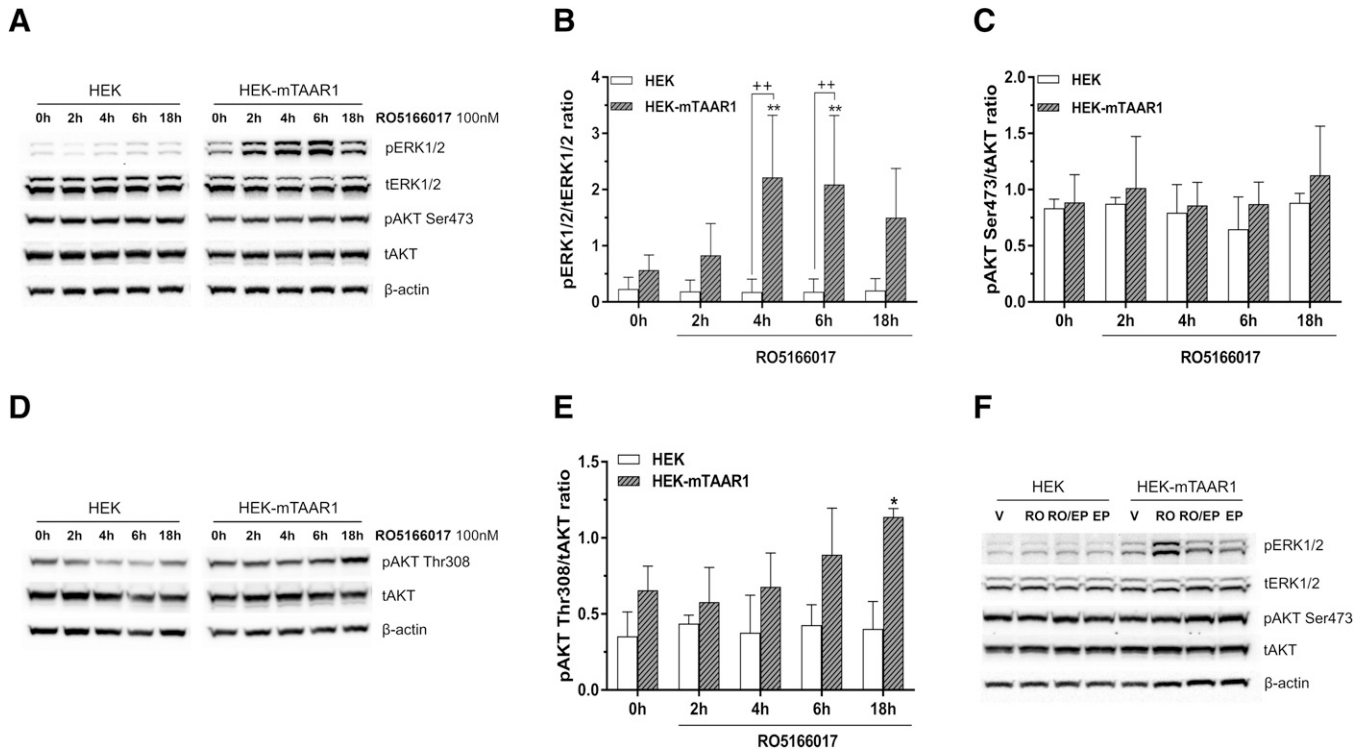 A
HEK HEK-mTAAR1
0h 2h 4h 6h 18h 0h 2h 4h 6h 18h RO5166017 100nM
pERK1/2
tERK1/2
pAKT Ser473
tAKT
β-actin
B
pERK1/2/tERK1/2 ratio
HEK
HEK-mTAAR1
++ ++
** **
4
3
2
1
0
0h 2h 4h 6h 18h
RO5166017
C
pAKT Ser473/tAKT ratio
HEK
HEK-mTAAR1
2.0
1.5
1.0
0.5
0.0
0h 2h 4h 6h 18h
RO5166017
D
HEK HEK-mTAAR1
0h 2h 4h 6h 18h 0h 2h 4h 6h 18h RO5166017 100nM
pAKT Thr308
tAKT
β-actin
E
pAKT Thr308/tAKT ratio
HEK
HEK-mTAAR1
*
1.5
1.0
0.5
0.0
0h 2h 4h 6h 18h
RO5166017
F
HEK HEK-mTAAR1
V RO RO/EP EP V RO RO/EP EP
pERK1/2
tERK1/2
pAKT Ser473
tAKT
β-actin